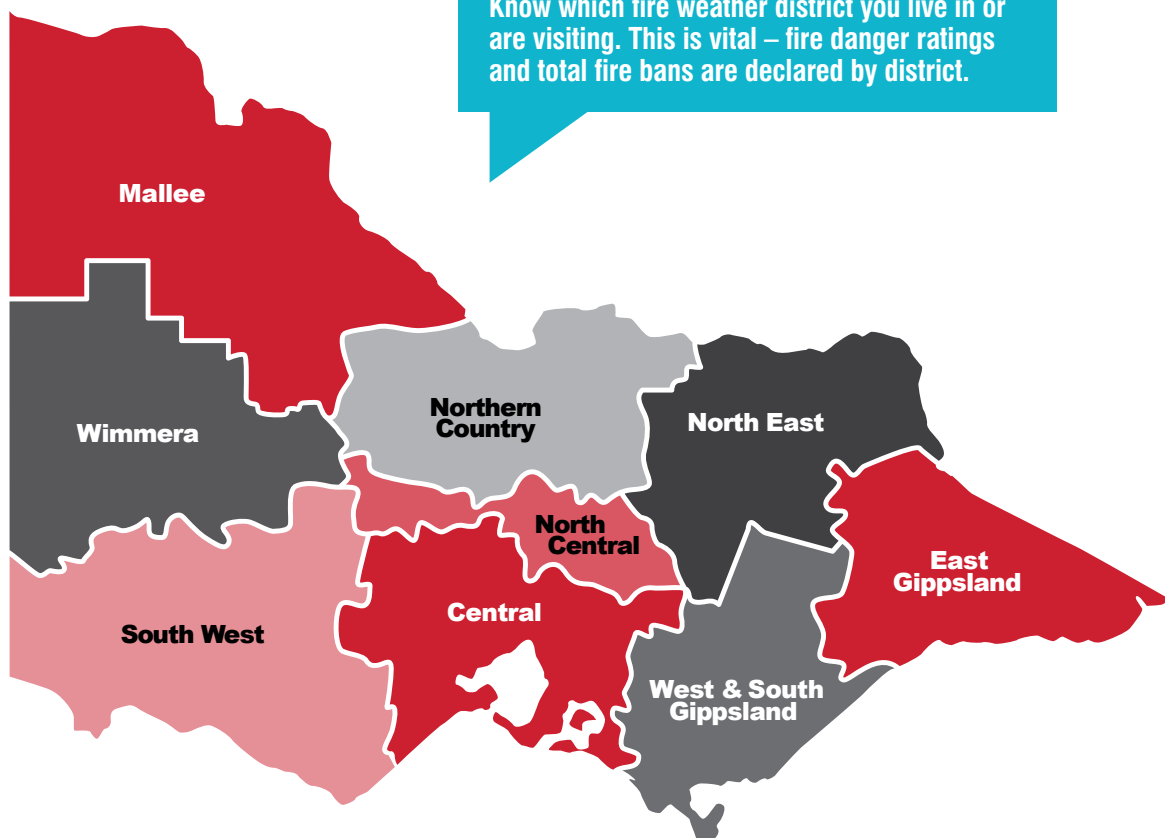 Know which fire weather district you live in or
are visiting. This is vital – fire danger ratings
and total fire bans are declared by district.
Mallee
Wimmera
Northern
Country
North East
North
Central
East
Gippsland
Central
South West
West & South
Gippsland